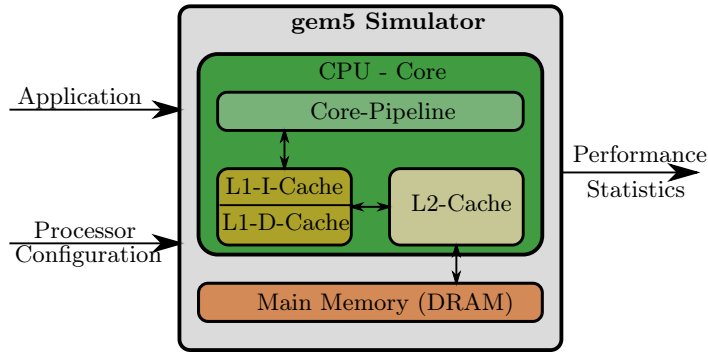 gem5 Simulator
CPU - Core
Application
Core-Pipeline
Performance
Statistics
L1-I-Cache
L1-D-Cache
L2-Cache
Processor
Configuration
Main Memory (DRAM)